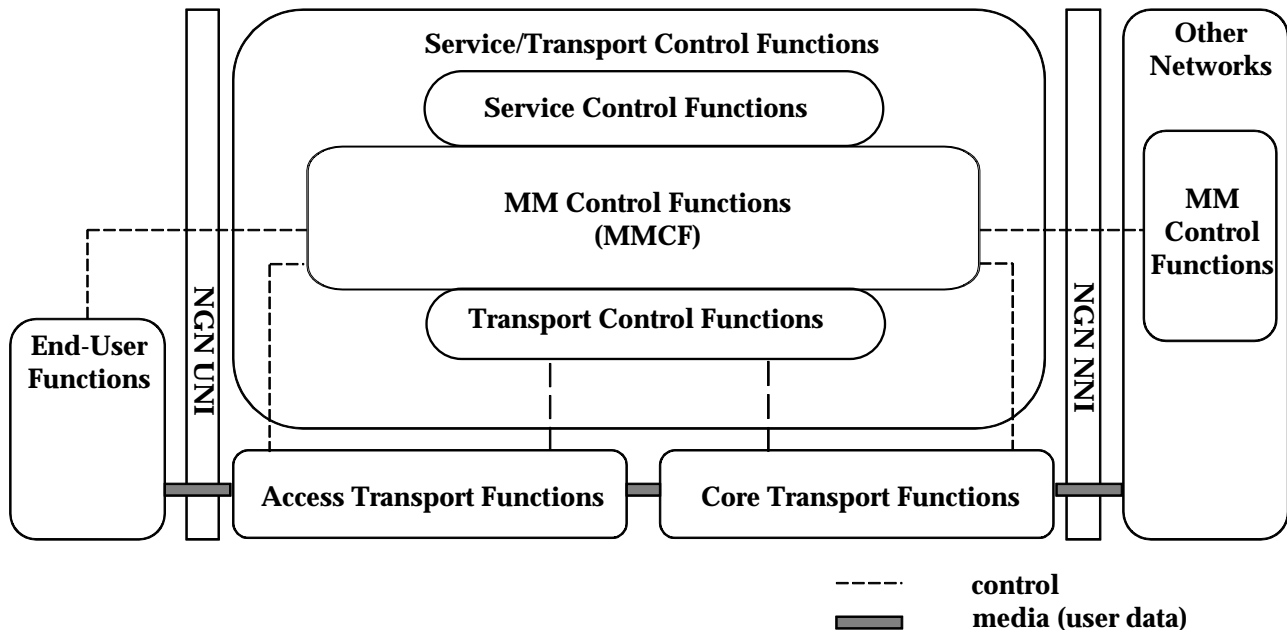 Service/Transport Control Functions
Service Control Functions
MM Control Functions
(MMCF)
Transport Control Functions
Other
Networks
MM
Control
Functions
End-User
Functions
NGN UNI
NGN NNI
Access Transport Functions
Core Transport Functions
control
media (user data)